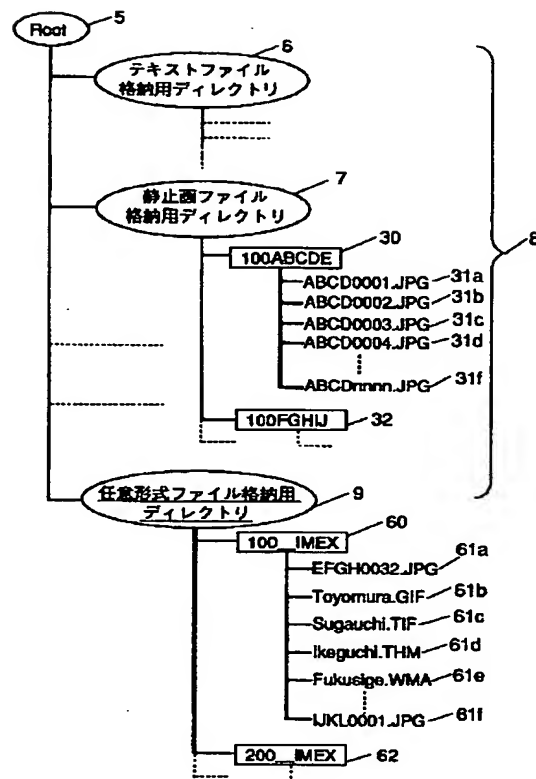 Root 5
6
テキストファイル
格納用ディレクトリ
7
静止画ファイル
格納用ディレクトリ
8
100ABCDE 30
ABCD0001.JPG 31a
ABCD0002.JPG 31b
ABCD0003.JPG 31c
ABCD0004.JPG 31d
ABCDnnnn.JPG 31f
100FGHIJ 32
任意形式ファイル格納用
ディレクトリ
9
100__IMEX 60
EFGH0032.JPG 61a
Toyomura.GIF 61b
Sugauchi.TIF 61c
Ikeguchi.THM 61d
Fukusige.WMA 61e
IJKL0001.JPG 61f
200__IMEX 62